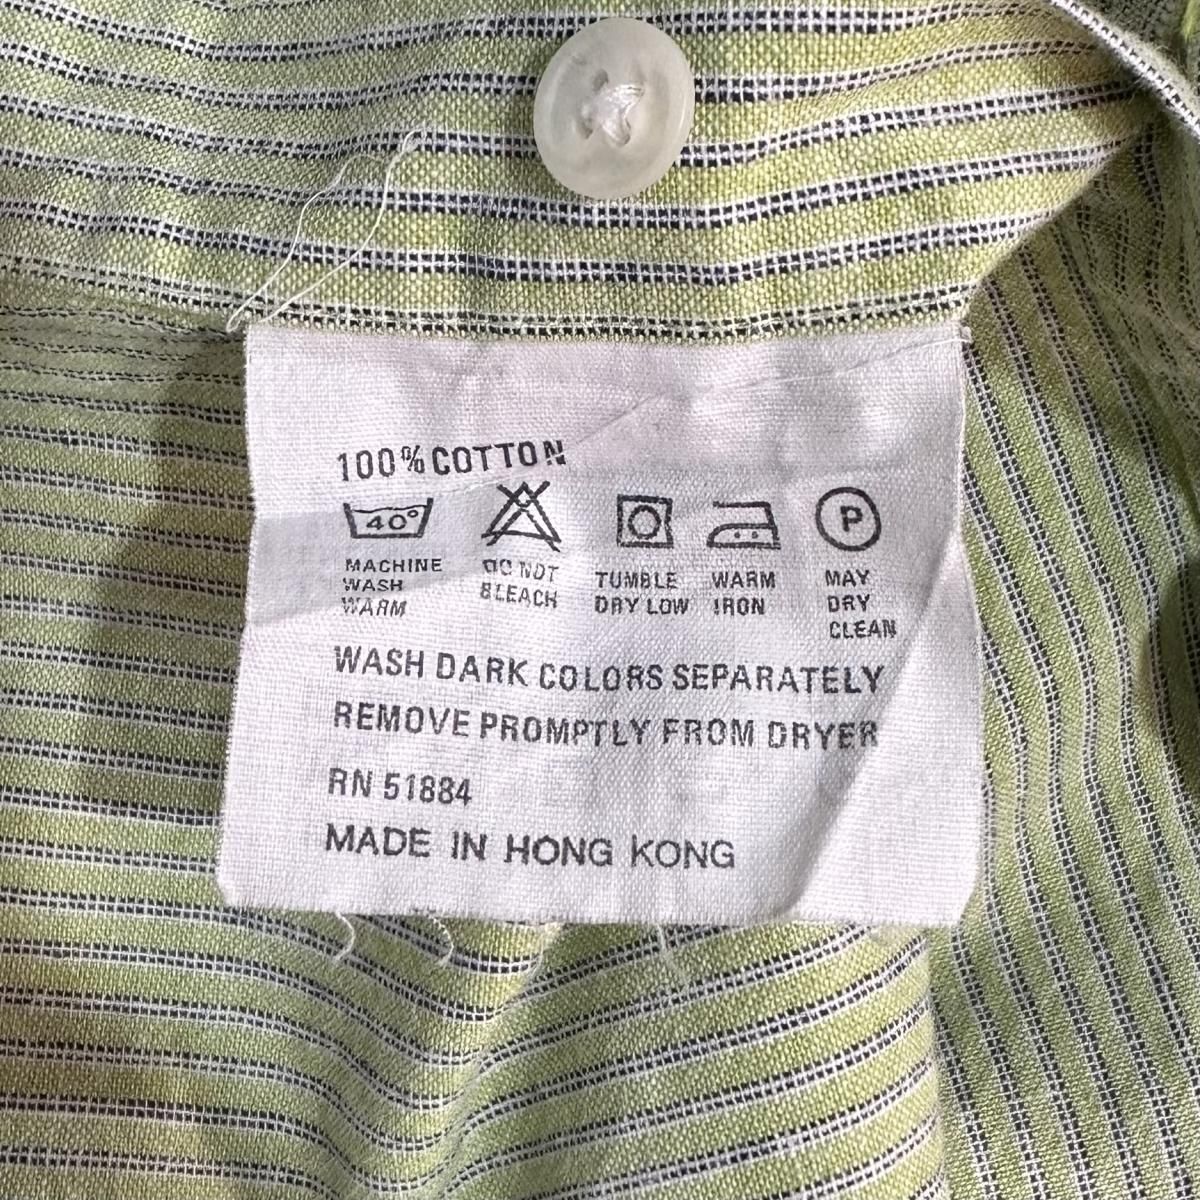 100% COTTON
40° P
MACHINE WASH WARM
DO NOT BLEACH
TUMBLE DRY LOW
WARM IRON
MAY DRY CLEAN
WASH DARK COLORS SEPARATELY
REMOVE PROMPTLY FROM DRYER
RN 51884
MADE IN HONG KONG